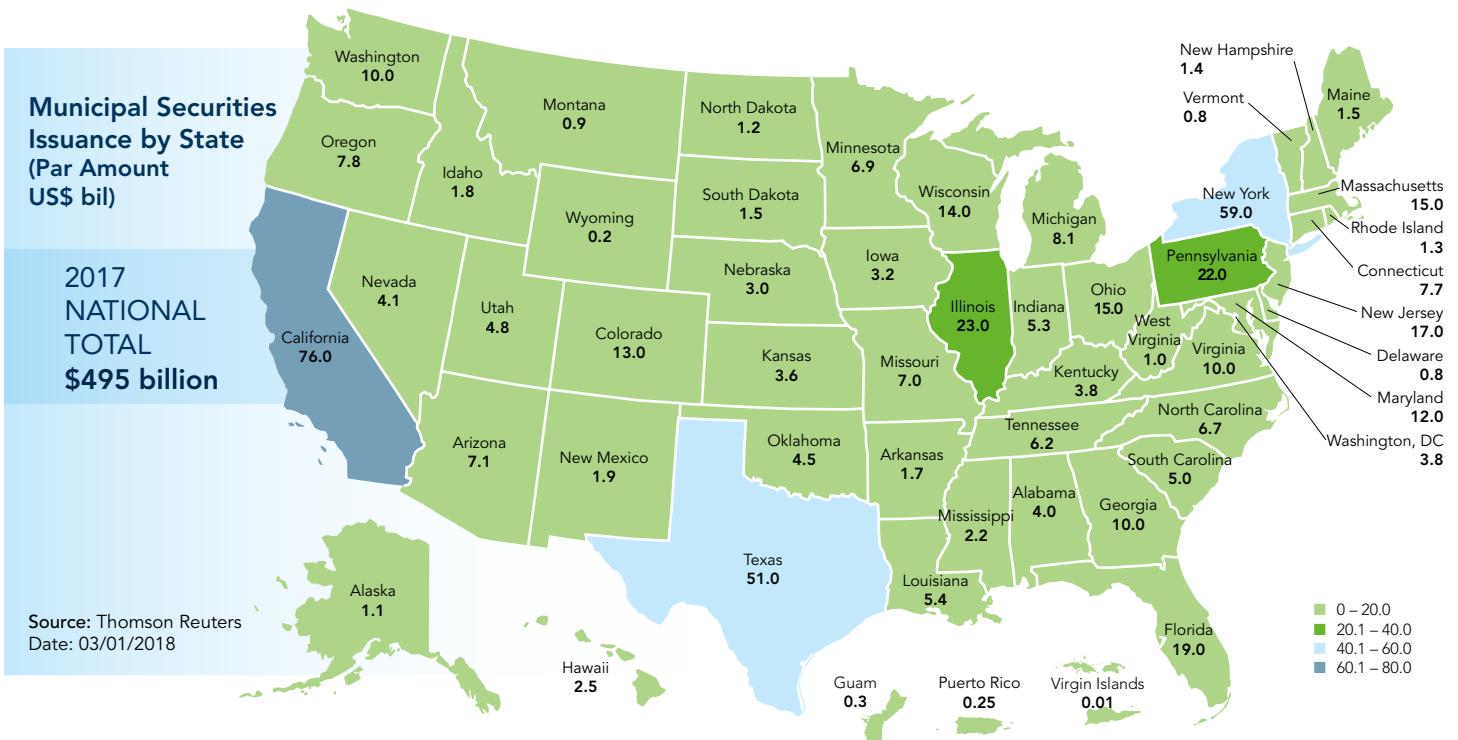 Municipal Securities
Issuance by State
(Par Amount
US$ bil)
2017
NATIONAL
TOTAL
$495 billion
Source: Thomson Reuters
Date: 03/01/2018
Washington
10.0
Oregon
7.8
California
76.0
Idaho
1.8
Nevada
4.1
Montana
0.9
Wyoming
0.2
Utah
4.8
Colorado
13.0
Arizona
7.1
New Mexico
1.9
North Dakota
1.2
South Dakota
1.5
Nebraska
3.0
Kansas
3.6
Oklahoma
4.5
Texas
51.0
Minnesota
6.9
Iowa
3.2
Missouri
7.0
Arkansas
1.7
Louisiana
5.4
Wisconsin
14.0
Illinois
23.0
Michigan
8.1
Indiana
5.3
Ohio
15.0
Kentucky
3.8
Tennessee
6.2
Mississippi
2.2
Alabama
4.0
Georgia
10.0
Florida
19.0
South Carolina
5.0
North Carolina
6.7
West
Virginia
1.0
Virginia
10.0
Pennsylvania
22.0
New York
59.0
New Hampshire
1.4
Vermont
0.8
Maine
1.5
Massachusetts
15.0
Rhode Island
1.3
Connecticut
7.7
New Jersey
17.0
Delaware
0.8
Maryland
12.0
Washington, DC
3.8
Alaska
1.1
Hawaii
2.5
Guam
0.3
Puerto Rico
0.25
Virgin Islands
0.01
0 – 20.0
20.1 – 40.0
40.1 – 60.0
60.1 – 80.0